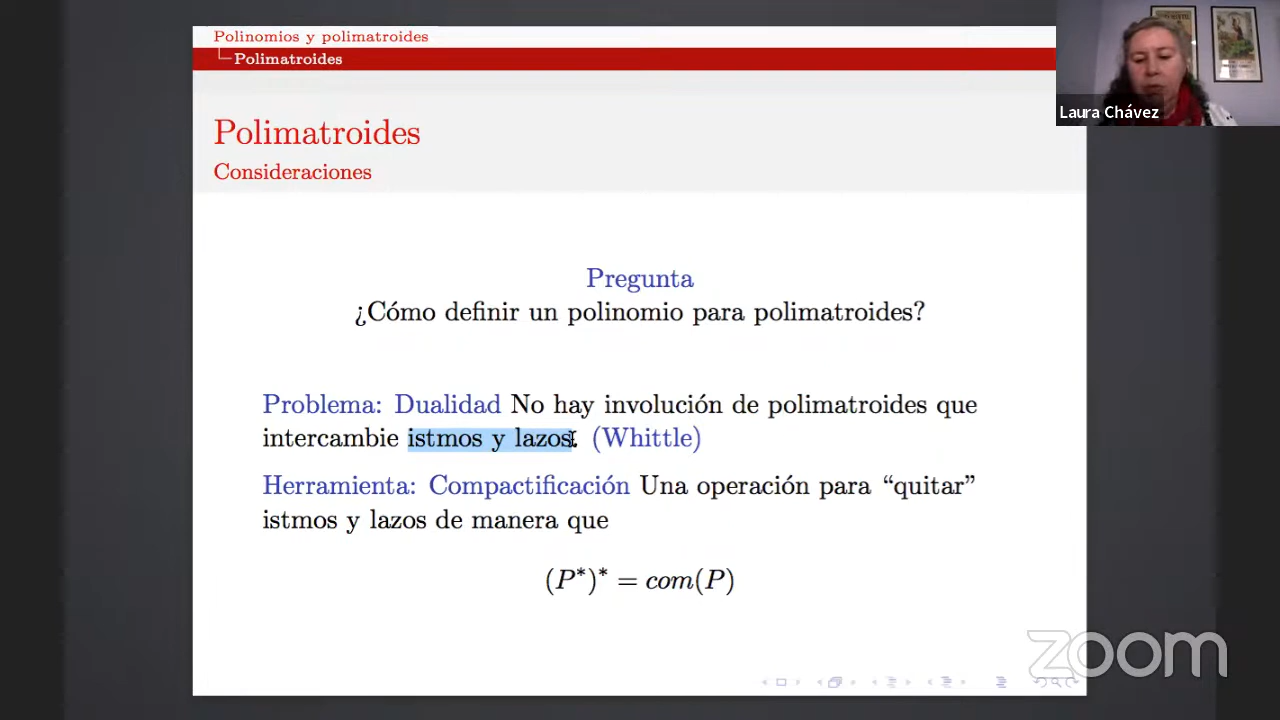 Polinomios y polimatroides
Polimatroides
Laura Chávez
Polimatroides
Consideraciones
Pregunta
¿Cómo definir un polinomio para polimatroides?
Problema: Dualidad No hay involución de polimatroides que
intercambie istmos y lazos. (Whittle)
Herramienta: Compactificación Una operación para “quitar”
istmos y lazos de manera que
(P*)* = com(P)
zoom